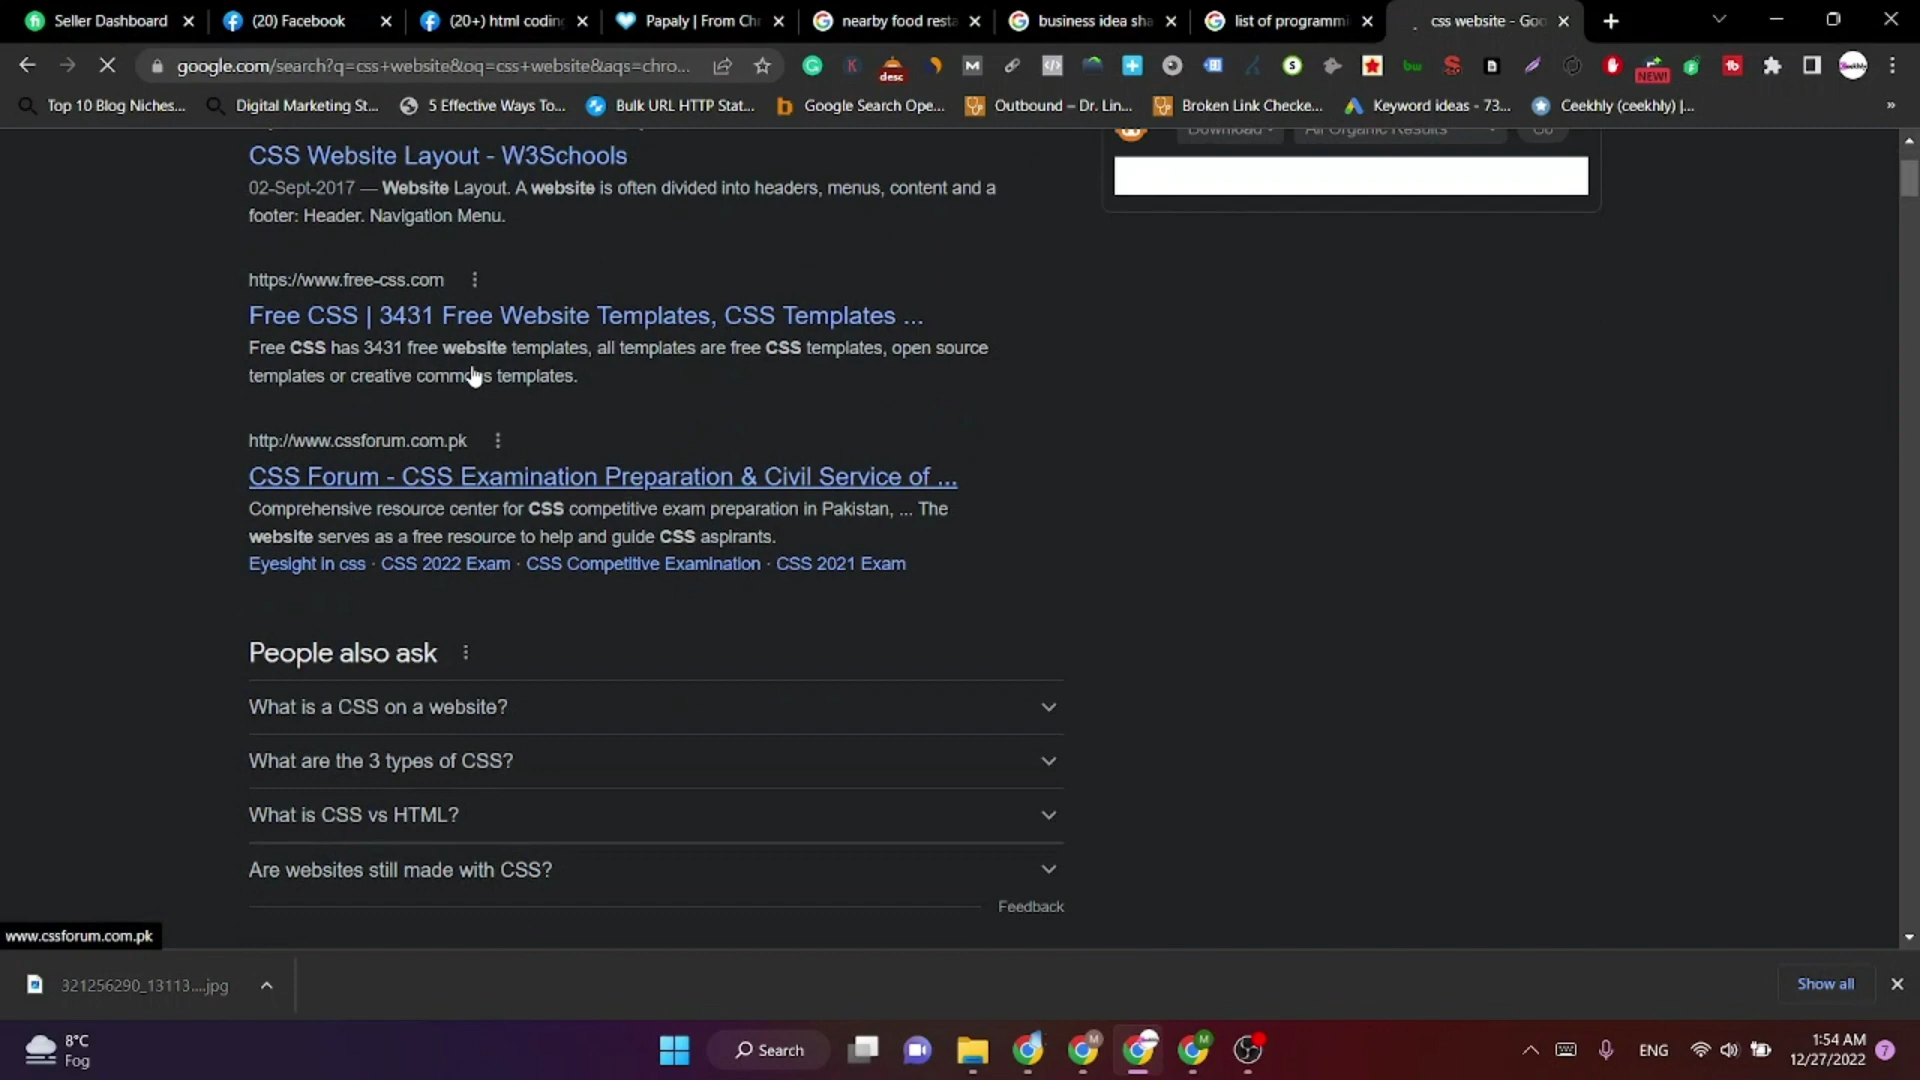 Seller Dashboard
(20) Facebook
(20+) html codin
Papaly | From Chr
nearby food resta
business idea sha
list of programmi
css website - Goo
google.com/search?q=css+website&oq=css+website&aqs=chro...
desc
NEW!
Top 10 Blog Niches...
Digital Marketing St...
5 Effective Ways To...
Bulk URL HTTP Stat...
Google Search Ope...
Outbound – Dr. Lin...
Broken Link Checke...
Keyword ideas - 73...
Ceekhly (ceekhly) |...
»
Download
All Organic Results
Go
CSS Website Layout - W3Schools
02-Sept-2017 — Website Layout. A website is often divided into headers, menus, content and a
footer: Header. Navigation Menu.
https://www.free-css.com
Free CSS | 3431 Free Website Templates, CSS Templates ...
Free CSS has 3431 free website templates, all templates are free CSS templates, open source
templates or creative commons templates.
http://www.cssforum.com.pk
CSS Forum - CSS Examination Preparation & Civil Service of ...
Comprehensive resource center for CSS competitive exam preparation in Pakistan, ... The
website serves as a free resource to help and guide CSS aspirants.
Eyesight in css · CSS 2022 Exam · CSS Competitive Examination · CSS 2021 Exam
People also ask
What is a CSS on a website?
What are the 3 types of CSS?
What is CSS vs HTML?
Are websites still made with CSS?
Feedback
www.cssforum.com.pk
321256290_13113....jpg
Show all
8°C
Fog
Search
ENG
1:54 AM
12/27/2022
7